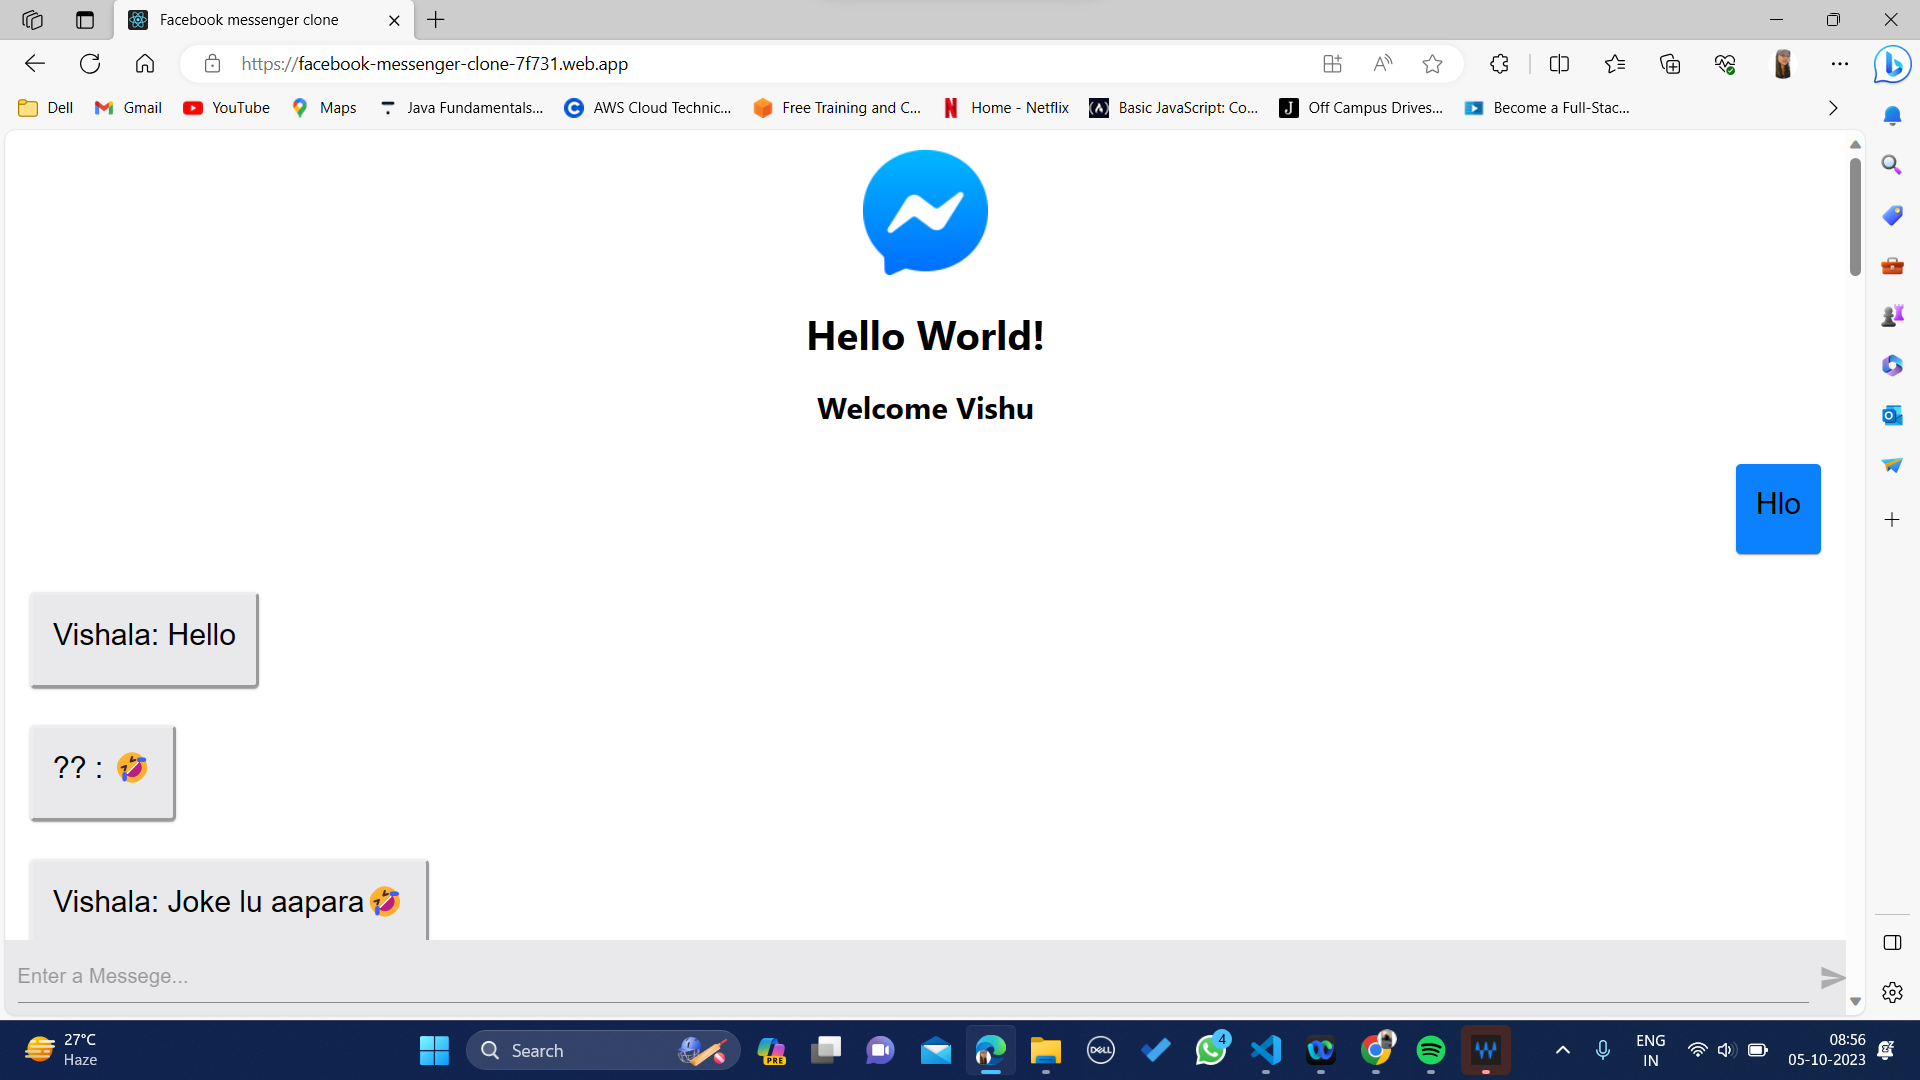 Facebook messenger clone
https://facebook-messenger-clone-7f731.web.app
Dell
Gmail
YouTube
Maps
Java Fundamentals...
AWS Cloud Technic...
Free Training and C...
Home - Netflix
Basic JavaScript: Co...
Off Campus Drives...
Become a Full-Stac...
Hello World!
Welcome Vishu
Hlo
Vishala: Hello
?? : 🤣
Vishala: Joke lu aapara🤣
Enter a Messege...
27°C
Haze
Search
PRE
DELL
4
ENG
IN
08:56
05-10-2023